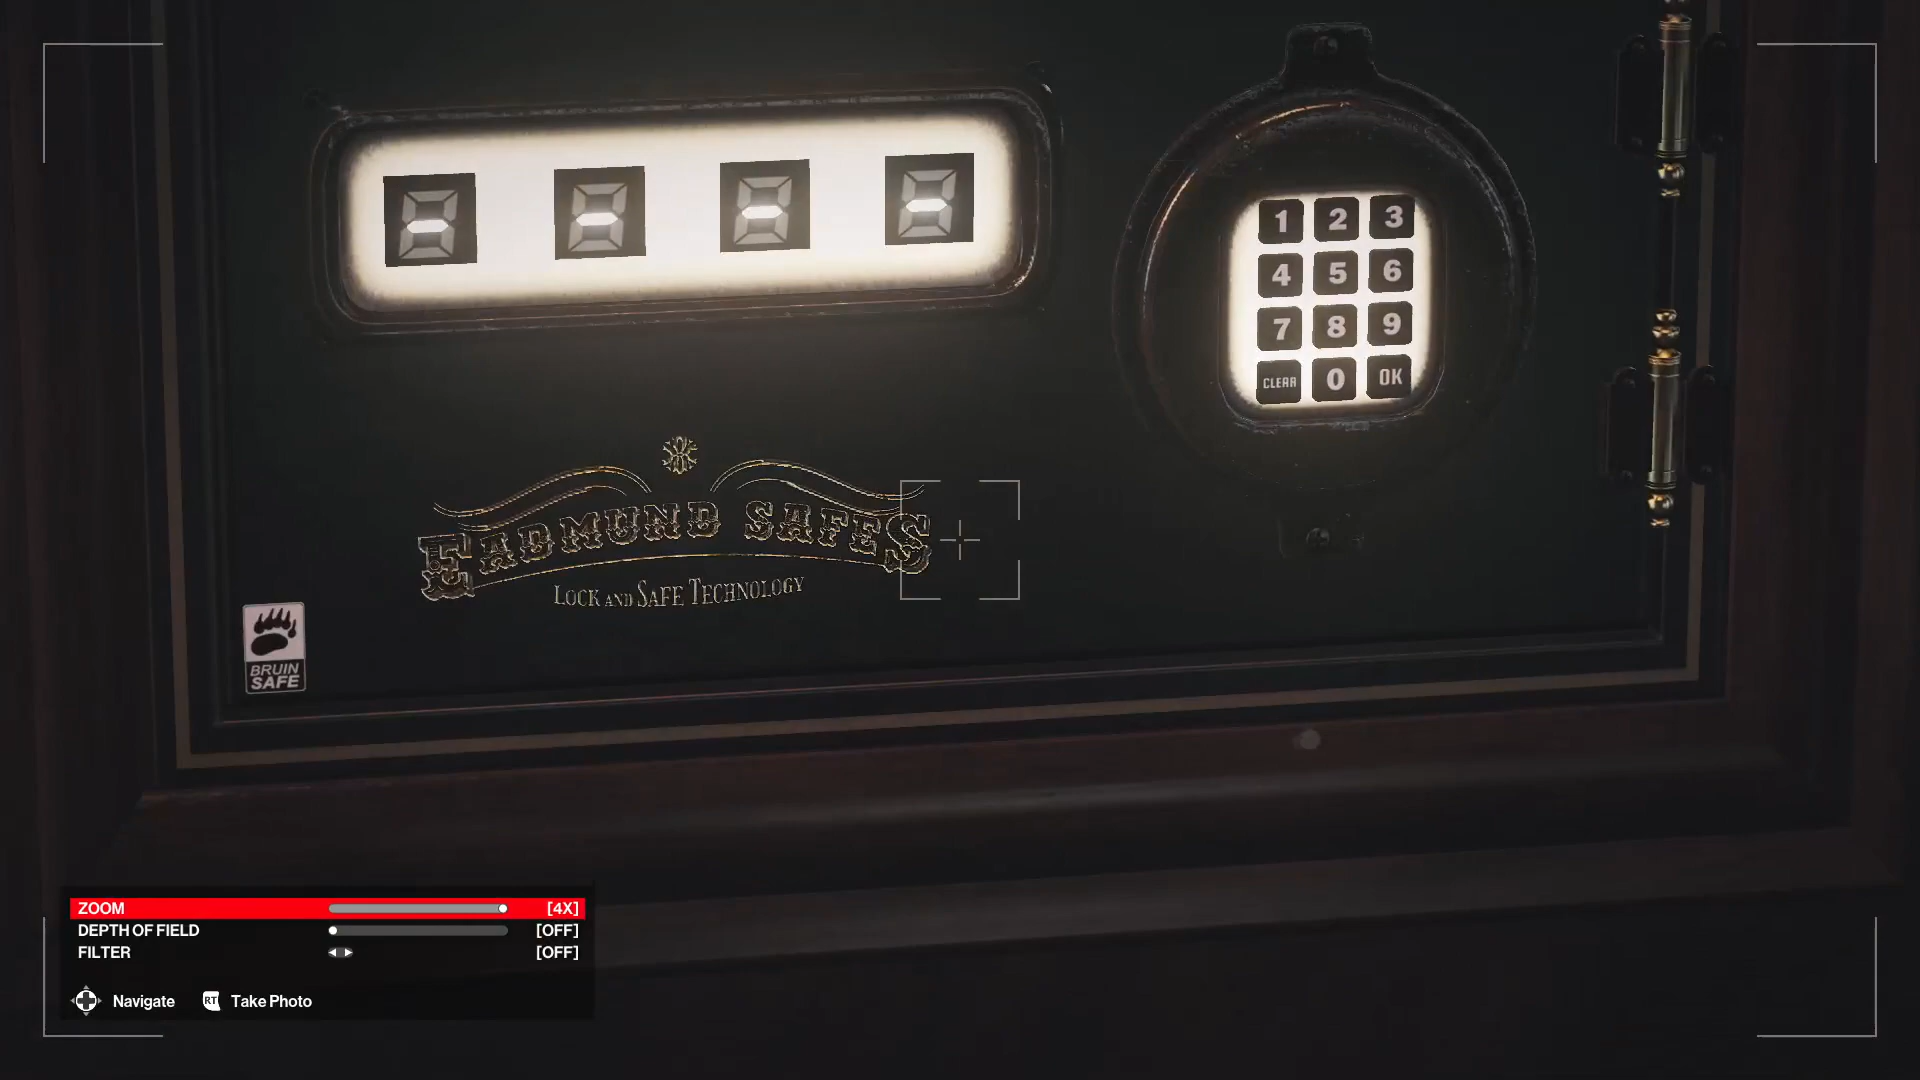 1 2 3
4 5 6
7 8 9
CLEAR 0 OK
EADMUND SAFES
LOCK AND SAFE TECHNOLOGY
BRUIN
SAFE
ZOOM [4X]
DEPTH OF FIELD [OFF]
FILTER [OFF]
Navigate RT Take Photo